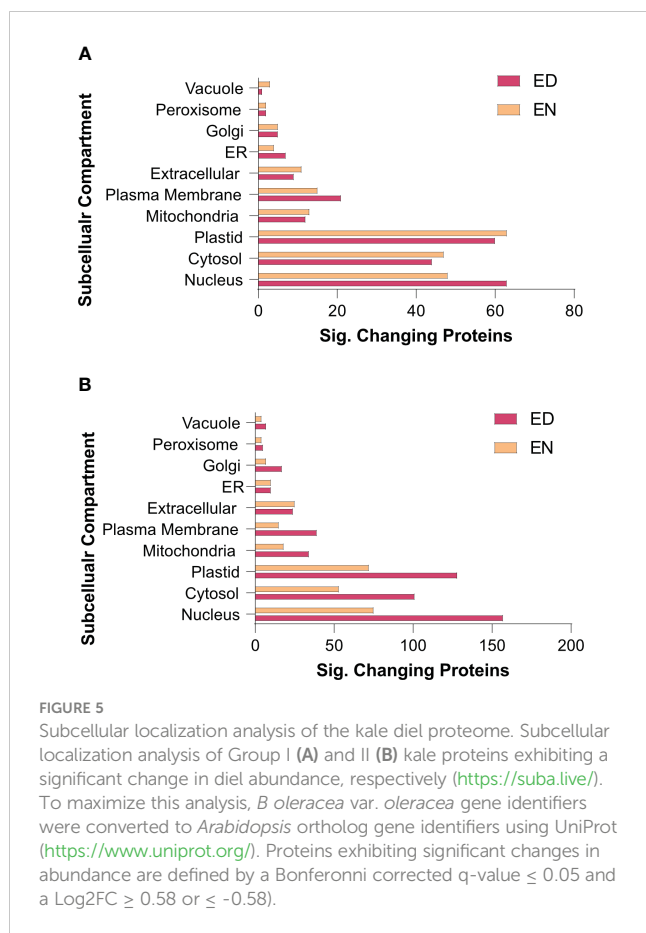 A
ED
EN
Vacuole
Peroxisome
Golgi
ER
Extracellular
Plasma Membrane
Mitochondria
Plastid
Cytosol
Nucleus
Subcelluair Compartment
0 20 40 60 80
Sig. Changing Proteins
B
ED
EN
Vacuole
Peroxisome
Golgi
ER
Extracellular
Plasma Membrane
Mitochondria
Plastid
Cytosol
Nucleus
Subcelluair Compartment
0 50 100 150 200
Sig. Changing Proteins
FIGURE 5
Subcellular localization analysis of the kale diel proteome. Subcellular
localization analysis of Group I (A) and II (B) kale proteins exhibiting a
significant change in diel abundance, respectively (https://suba.live/).
To maximize this analysis, B oleracea var. oleracea gene identifiers
were converted to Arabidopsis ortholog gene identifiers using UniProt
(https://www.uniprot.org/). Proteins exhibiting significant changes in
abundance are defined by a Bonferonni corrected q-value ≤ 0.05 and
a Log2FC ≥ 0.58 or ≤ -0.58).